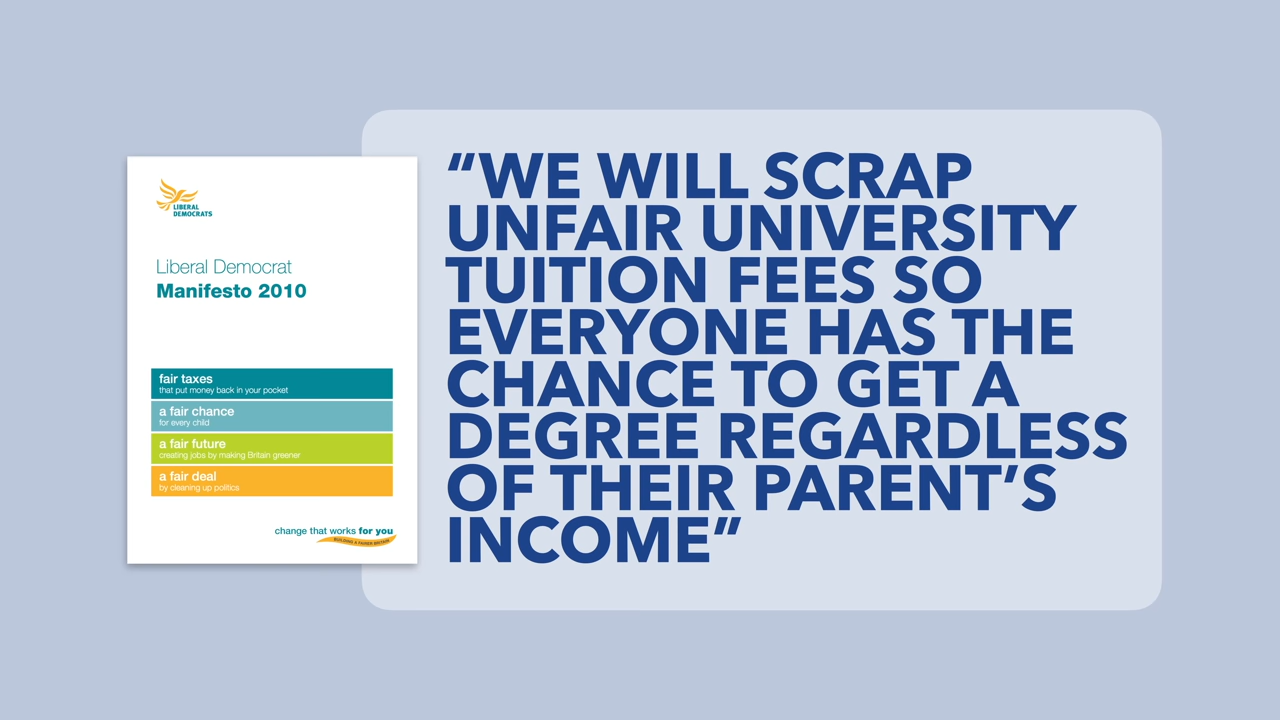 LIBERAL
DEMOCRATS
Liberal Democrat
Manifesto 2010
fair taxes
that put money back in your pocket
a fair chance
for every child
a fair future
creating jobs by making Britain greener
a fair deal
by cleaning up politics
change that works for you
BUILDING A FAIRER BRITAIN
“WE WILL SCRAP
UNFAIR UNIVERSITY
TUITION FEES SO
EVERYONE HAS THE
CHANCE TO GET A
DEGREE REGARDLESS
OF THEIR PARENT’S
INCOME”